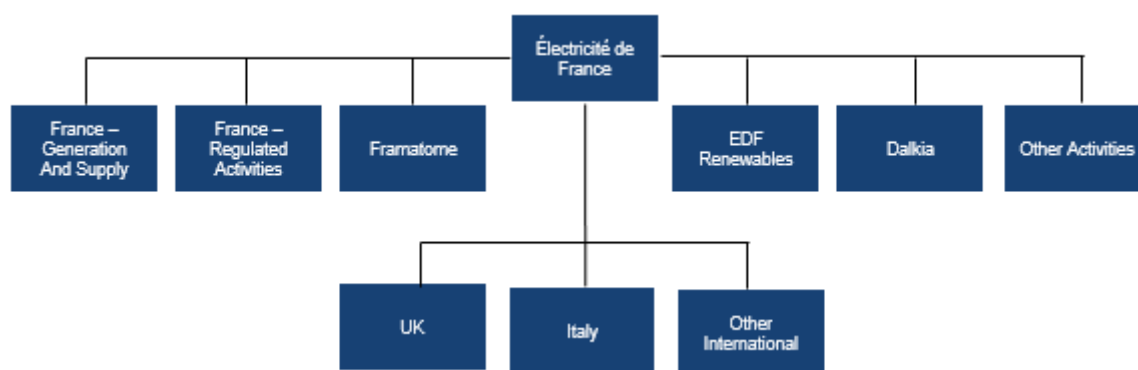 Électricité de
France
France –
Generation
And Supply
France –
Regulated
Activities
Framatome
EDF
Renewables
Dalkia
Other Activities
UK
Italy
Other
International